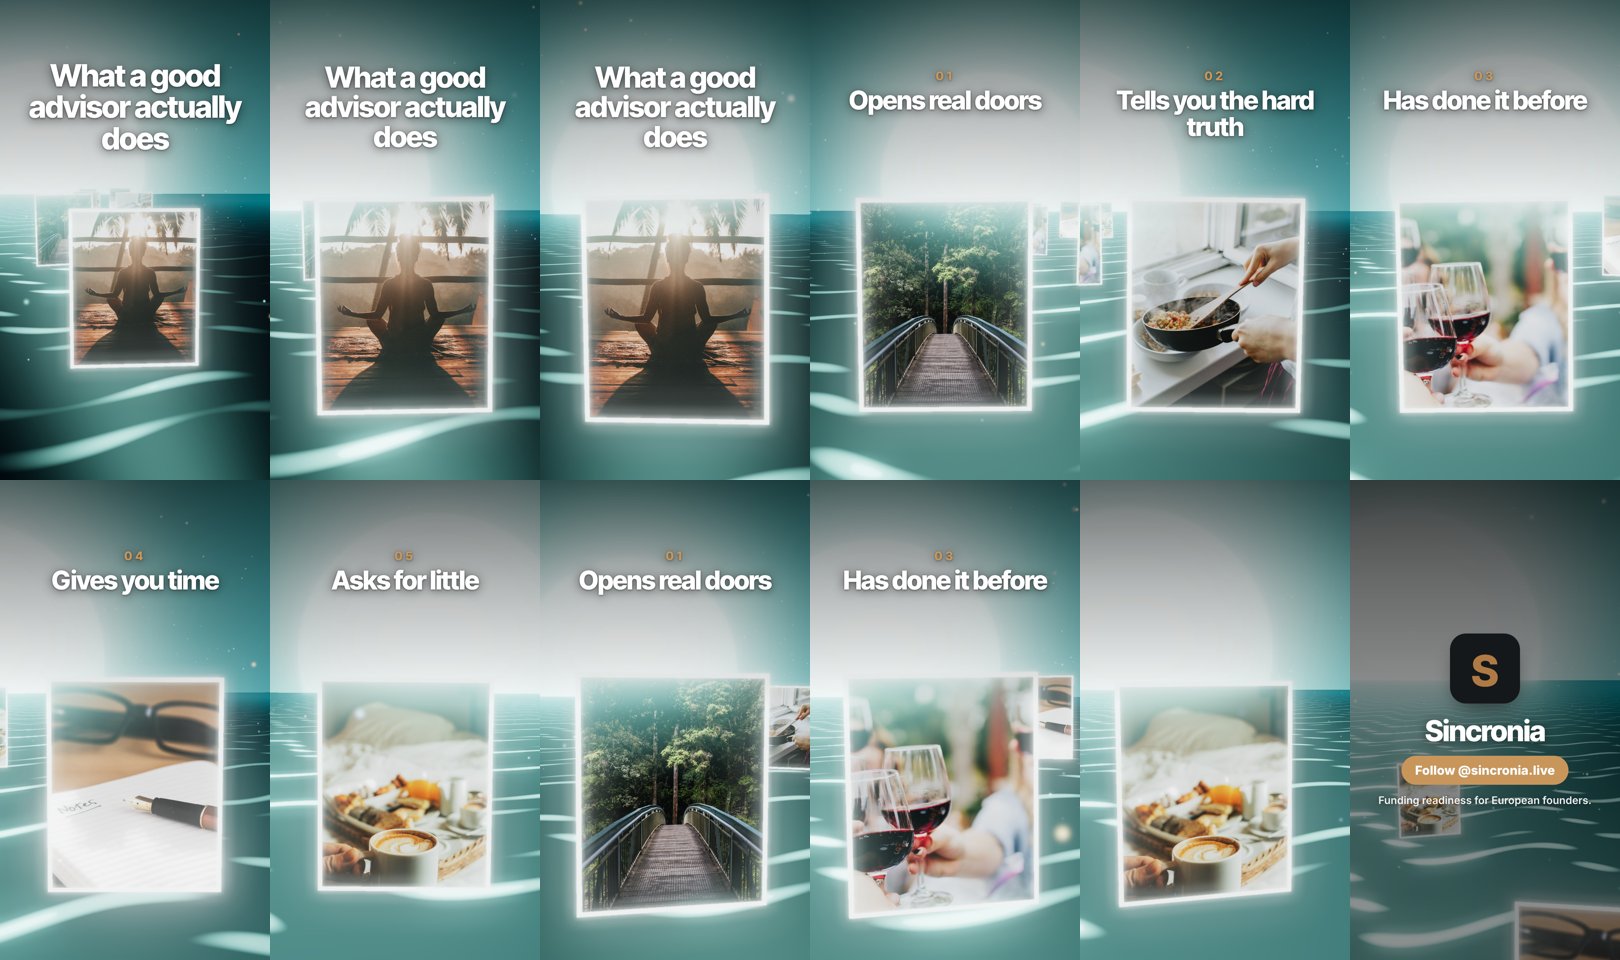 What a good
advisor actually
does
What a good
advisor actually
does
What a good
advisor actually
does
01
Opens real doors
02
Tells you the hard
truth
03
Has done it before
04
Gives you time
Notes
05
Asks for little
01
Opens real doors
03
Has done it before
S
Sincronia
Follow @sincronia.live
Funding readiness for European founders.